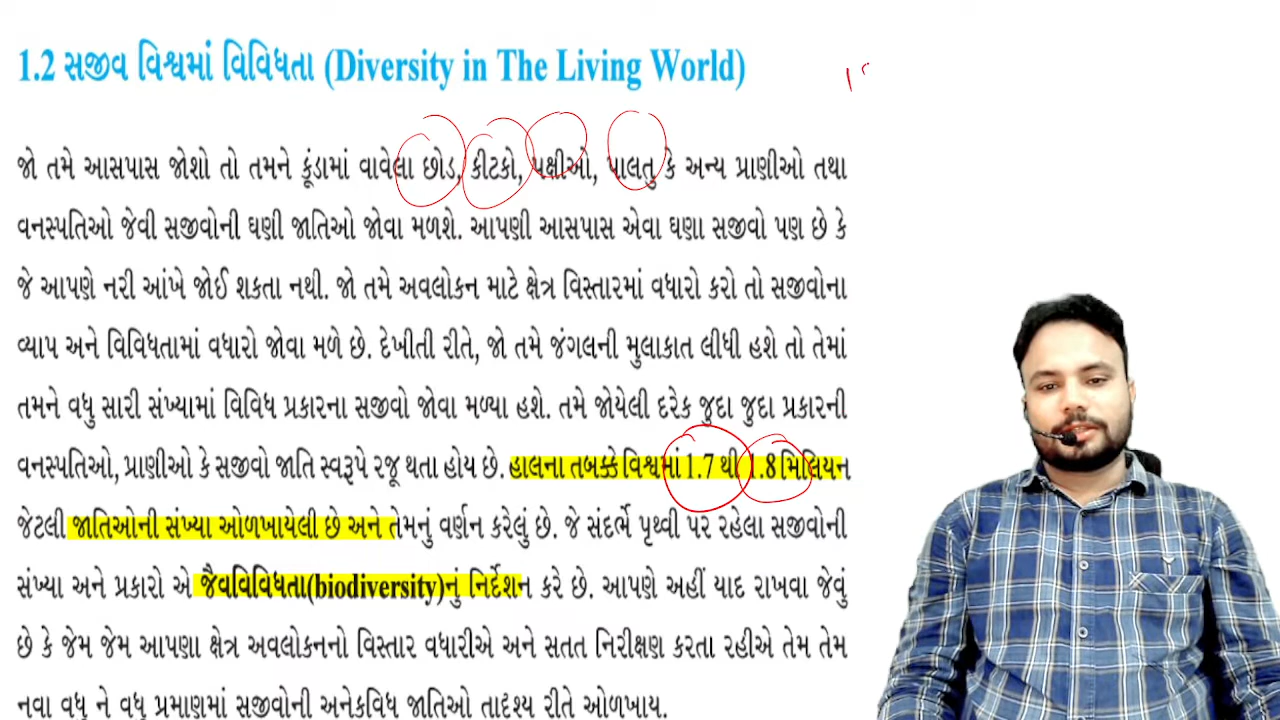 1.2 સજીવ વિશ્વમાં વિવિધતા (Diversity in The Living World)
જો તમે આસપાસ જોશો તો તમને કૂંડામાં વાવેલા છોડ, કીટકો, પક્ષીઓ, પાલતુ કે અન્ય પ્રાણીઓ તથા
વનસ્પતિઓ જેવી સજીવોની ઘણી જાતિઓ જોવા મળશે. આપણી આસપાસ એવા ઘણા સજીવો પણ છે કે
જે આપણે નરી આંખે જોઈ શકતા નથી. જો તમે અવલોકન માટે ક્ષેત્ર વિસ્તારમાં વધારો કરો તો સજીવોના
વ્યાપ અને વિવિધતામાં વધારો જોવા મળે છે. દેખીતી રીતે, જો તમે જંગલની મુલાકાત લીધી હશે તો તેમાં
તમને વધુ સારી સંખ્યામાં વિવિધ પ્રકારના સજીવો જોવા મળ્યા હશે. તમે જોયેલી દરેક જુદા જુદા પ્રકારની
વનસ્પતિઓ, પ્રાણીઓ કે સજીવો જાતિ સ્વરૂપે રજૂ થતા હોય છે. હાલના તબક્કે વિશ્વમાં 1.7 થી 1.8 મિલિયન
જેટલી જાતિઓની સંખ્યા ઓળખાયેલી છે અને તેમનું વર્ણન કરેલું છે. જે સંદર્ભે પૃથ્વી પર રહેલા સજીવોની
સંખ્યા અને પ્રકારો એ જૈવવિવિધતા(biodiversity)નું નિર્દેશન કરે છે. આપણે અહીં યાદ રાખવા જેવું
છે કે જેમ જેમ આપણા ક્ષેત્ર અવલોકનનો વિસ્તાર વધારીએ અને સતત નિરીક્ષણ કરતા રહીએ તેમ તેમ
નવા વધુ ને વધુ પ્રમાણમાં સજીવોની અનેકવિધ જાતિઓ તાદૃશ્ય રીતે ઓળખાય.